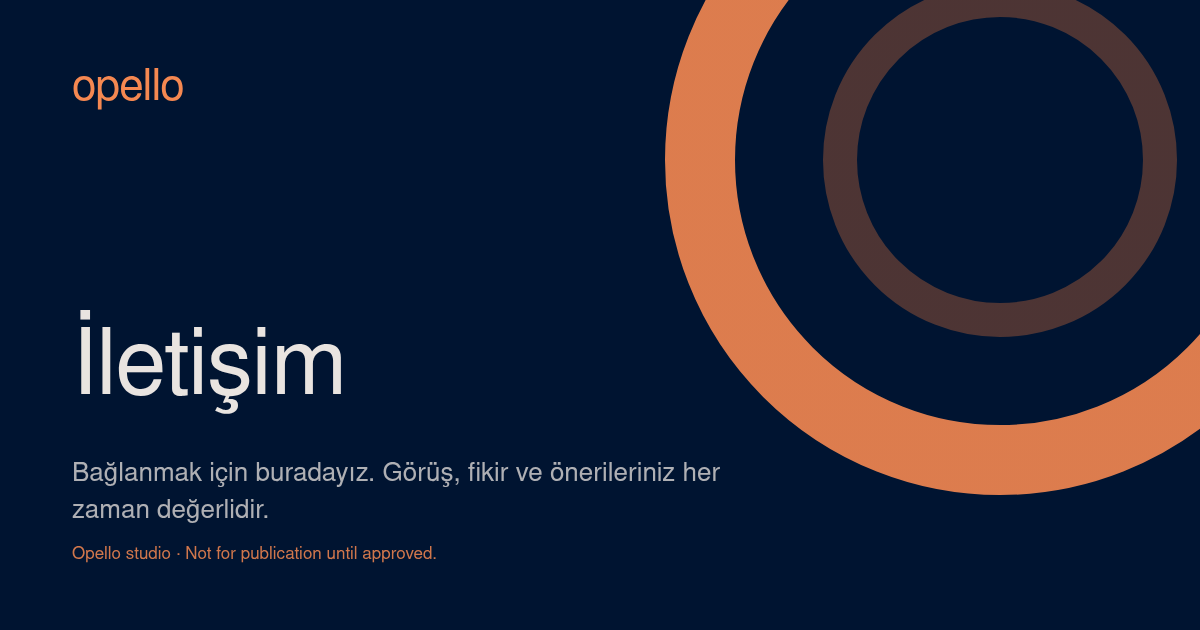 opello
İletişim
Bağlanmak için buradayız. Görüş, fikir ve önerileriniz her
zaman değerlidir.
Opello studio · Not for publication until approved.